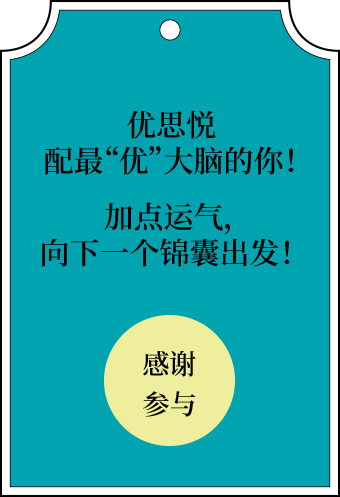 优思悦
配最“优”大脑的你！
加点运气，
向下一个锦囊出发！
感谢
参与